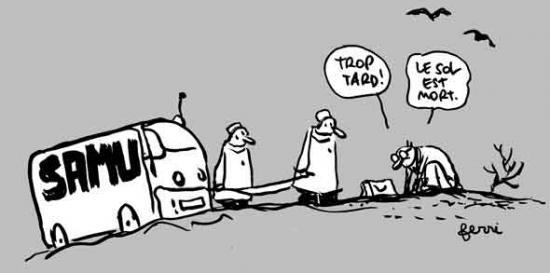 TROP
TARD!
LE SOL
EST
MORT.
SAMU
ferri